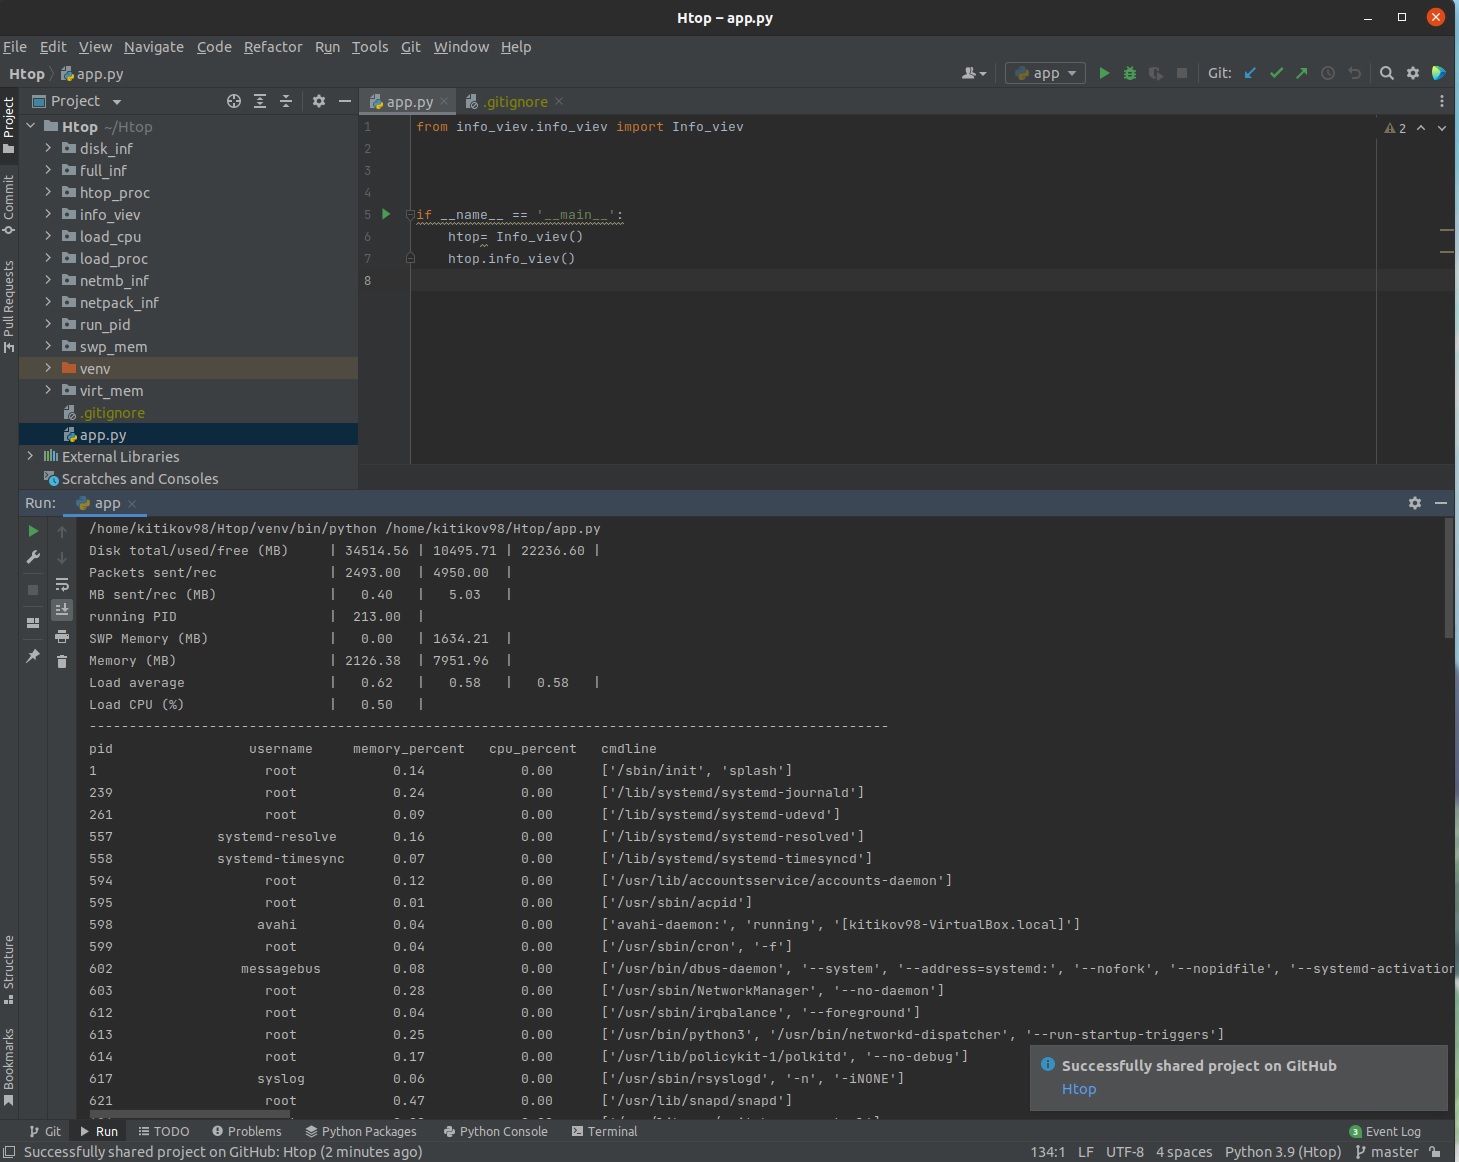 Htop – app.py
File Edit View Navigate Code Refactor Run Tools Git Window Help
Htop app.py app Git:
Project
Project app.py .gitignore
Htop ~/Htop
disk_inf
full_inf
htop_proc
info_viev
load_cpu
load_proc
netmb_inf
netpack_inf
run_pid
swp_mem
venv
virt_mem
.gitignore
app.py
External Libraries
Scratches and Consoles
Commit
Pull Requests
1 from info_viev.info_viev import Info_viev
2
3
4
5 if __name__ == '__main__':
6 htop= Info_viev()
7 htop.info_viev()
8
2
Run: app
/home/kitikov98/Htop/venv/bin/python /home/kitikov98/Htop/app.py
Disk total/used/free (MB) | 34514.56 | 10495.71 | 22236.60 |
Packets sent/rec | 2493.00 | 4950.00 |
MB sent/rec (MB) | 0.40 | 5.03 |
running PID | 213.00 |
SWP Memory (MB) | 0.00 | 1634.21 |
Memory (MB) | 2126.38 | 7951.96 |
Load average | 0.62 | 0.58 | 0.58 |
Load CPU (%) | 0.50 |
----------------------------------------------------------------------------------------------------
pid username memory_percent cpu_percent cmdline
1 root 0.14 0.00 ['/sbin/init', 'splash']
239 root 0.24 0.00 ['/lib/systemd/systemd-journald']
261 root 0.09 0.00 ['/lib/systemd/systemd-udevd']
557 systemd-resolve 0.16 0.00 ['/lib/systemd/systemd-resolved']
558 systemd-timesync 0.07 0.00 ['/lib/systemd/systemd-timesyncd']
594 root 0.12 0.00 ['/usr/lib/accountsservice/accounts-daemon']
595 root 0.01 0.00 ['/usr/sbin/acpid']
598 avahi 0.04 0.00 ['avahi-daemon:', 'running', '[kitikov98-VirtualBox.local]']
599 root 0.04 0.00 ['/usr/sbin/cron', '-f']
602 messagebus 0.08 0.00 ['/usr/bin/dbus-daemon', '--system', '--address=systemd:', '--nofork', '--nopidfile', '--systemd-activation
603 root 0.28 0.00 ['/usr/sbin/NetworkManager', '--no-daemon']
612 root 0.04 0.00 ['/usr/sbin/irqbalance', '--foreground']
613 root 0.25 0.00 ['/usr/bin/python3', '/usr/bin/networkd-dispatcher', '--run-startup-triggers']
614 root 0.17 0.00 ['/usr/lib/policykit-1/polkitd', '--no-debug']
617 syslog 0.06 0.00 ['/usr/sbin/rsyslogd', '-n', '-iNONE']
621 root 0.47 0.00 ['/usr/lib/snapd/snapd']
Structure
Bookmarks
Successfully shared project on GitHub
Htop
Git Run TODO Problems Python Packages Python Console Terminal 3 Event Log
Successfully shared project on GitHub: Htop (2 minutes ago) 134:1 LF UTF-8 4 spaces Python 3.9 (Htop) master